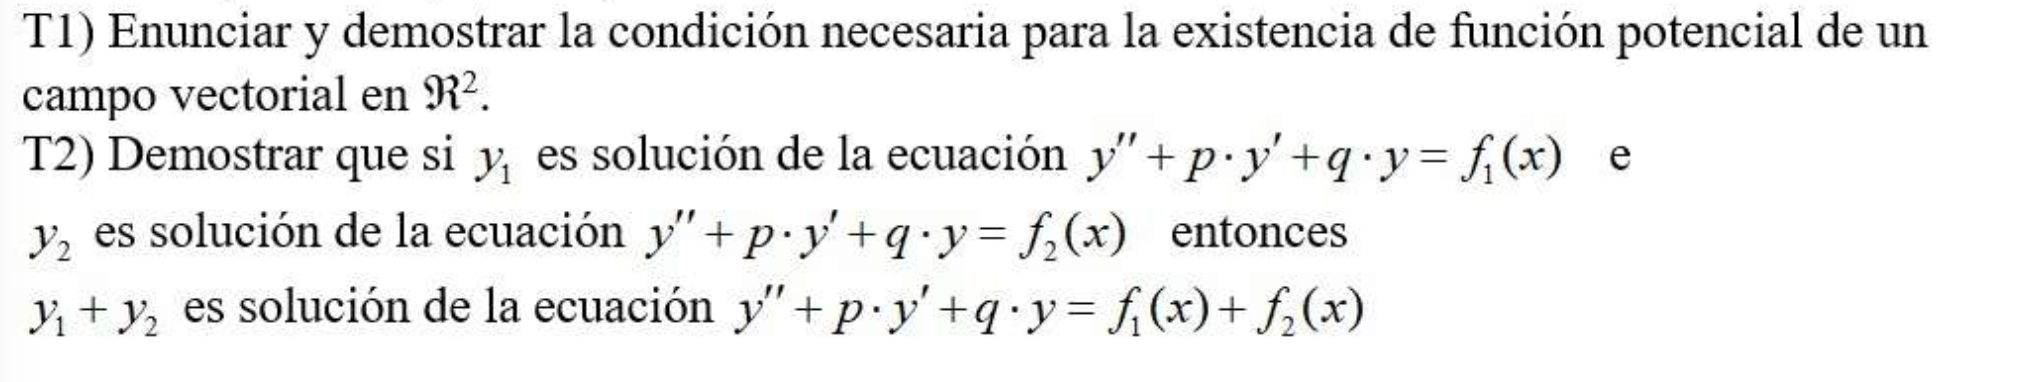 T1) Enunciar y demostrar la condición necesaria para la existencia de función potencial de un
campo vectorial en ℜ².
T2) Demostrar que si y₁ es solución de la ecuación y″ + p · y′ + q · y = f₁(x) e
y₂ es solución de la ecuación y″ + p · y′ + q · y = f₂(x) entonces
y₁ + y₂ es solución de la ecuación y″ + p · y′ + q · y = f₁(x) + f₂(x)